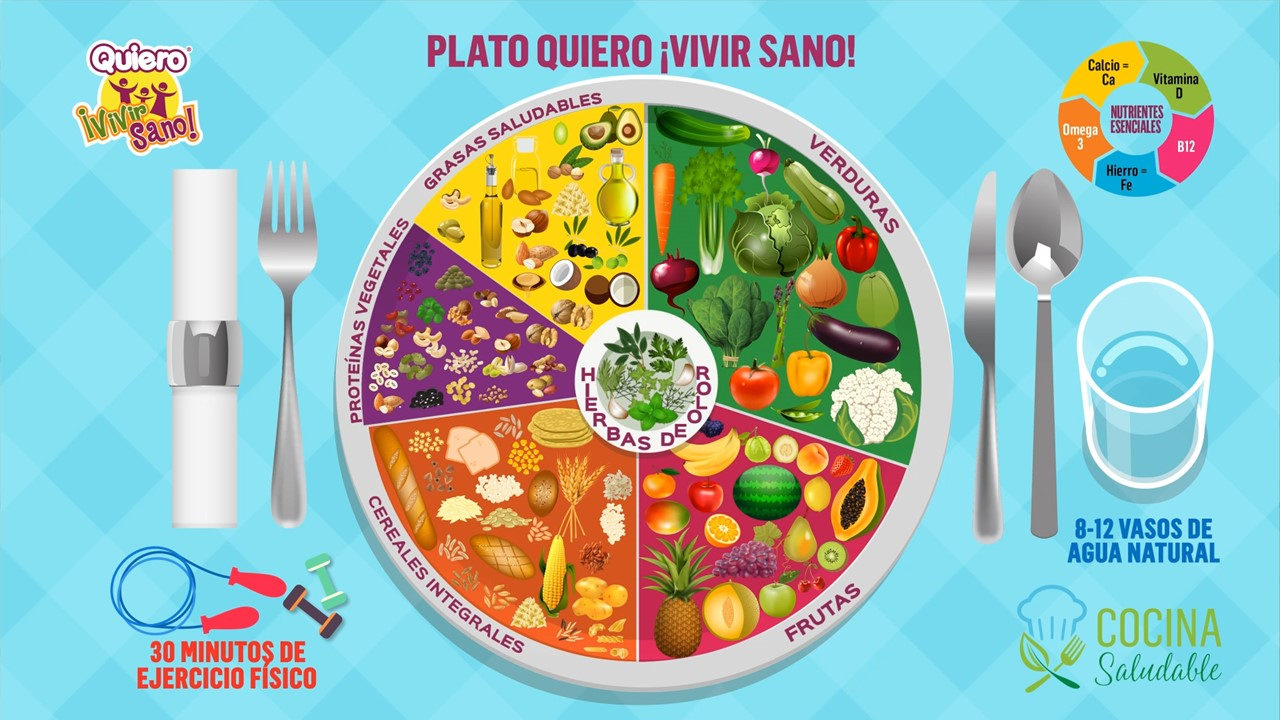 Quiero
¡Vivir
Sano!
PLATO QUIERO ¡VIVIR SANO!
Calcio =
Ca
Vitamina
D
B12
Hierro =
Fe
Omega
3
NUTRIENTES
ESENCIALES
GRASAS SALUDABLES
VERDURAS
PROTEÍNAS VEGETALES
HIERBAS DE OLOR
CEREALES INTEGRALES
FRUTAS
30 MINUTOS DE
EJERCICIO FÍSICO
8-12 VASOS DE
AGUA NATURAL
COCINA
Saludable